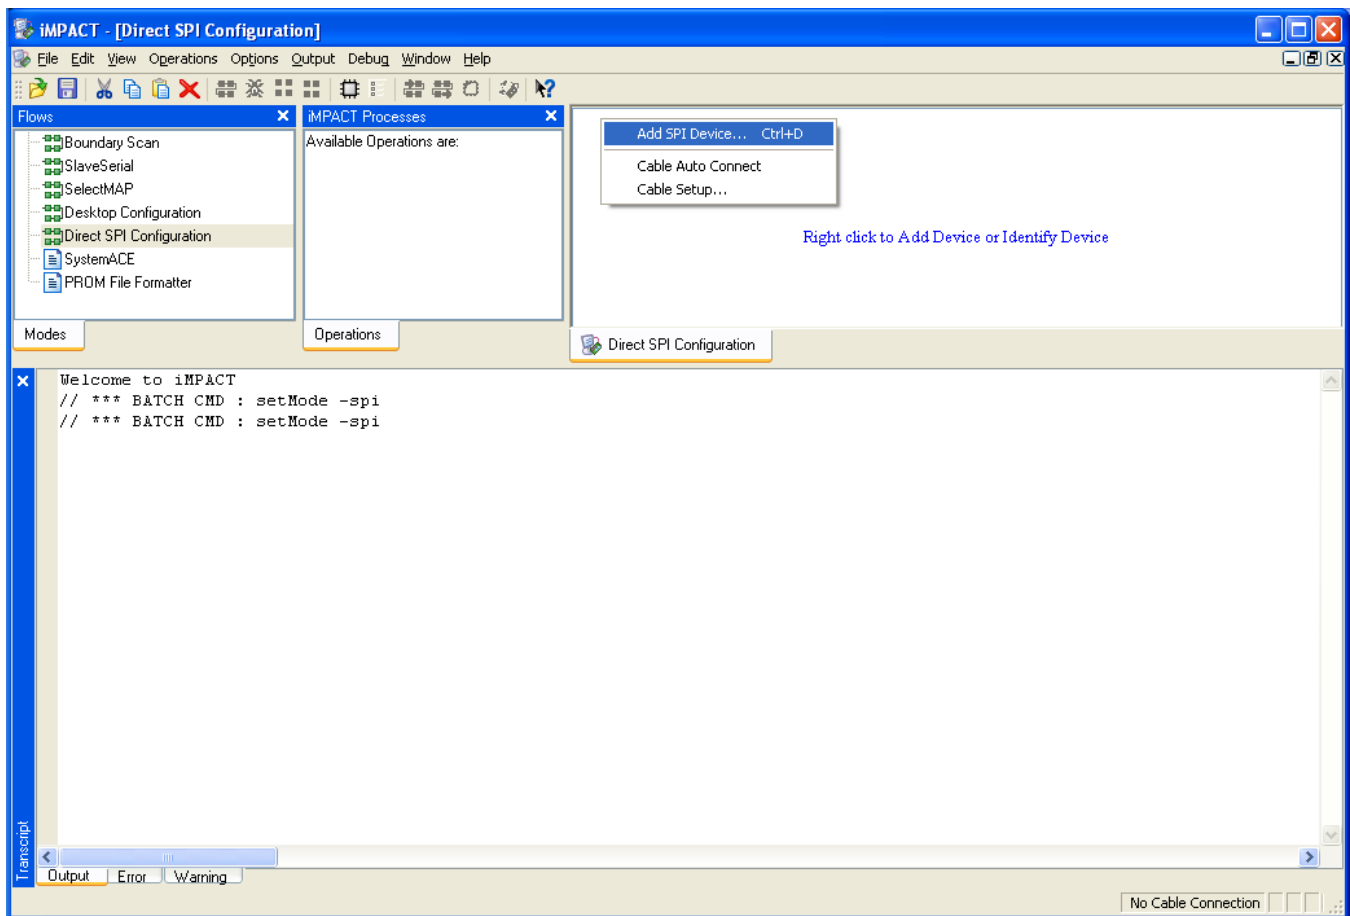 iMPACT - [Direct SPI Configuration]
File Edit View Operations Options Output Debug Window Help
Flows
Boundary Scan
SlaveSerial
SelectMAP
Desktop Configuration
Direct SPI Configuration
SystemACE
PROM File Formatter
Modes
iMPACT Processes
Available Operations are:
Operations
Add SPI Device... Ctrl+D
Cable Auto Connect
Cable Setup...
Right click to Add Device or Identify Device
Direct SPI Configuration
Welcome to iMPACT
// *** BATCH CMD : setMode -spi
// *** BATCH CMD : setMode -spi
Transcript
Output Error Warning
No Cable Connection